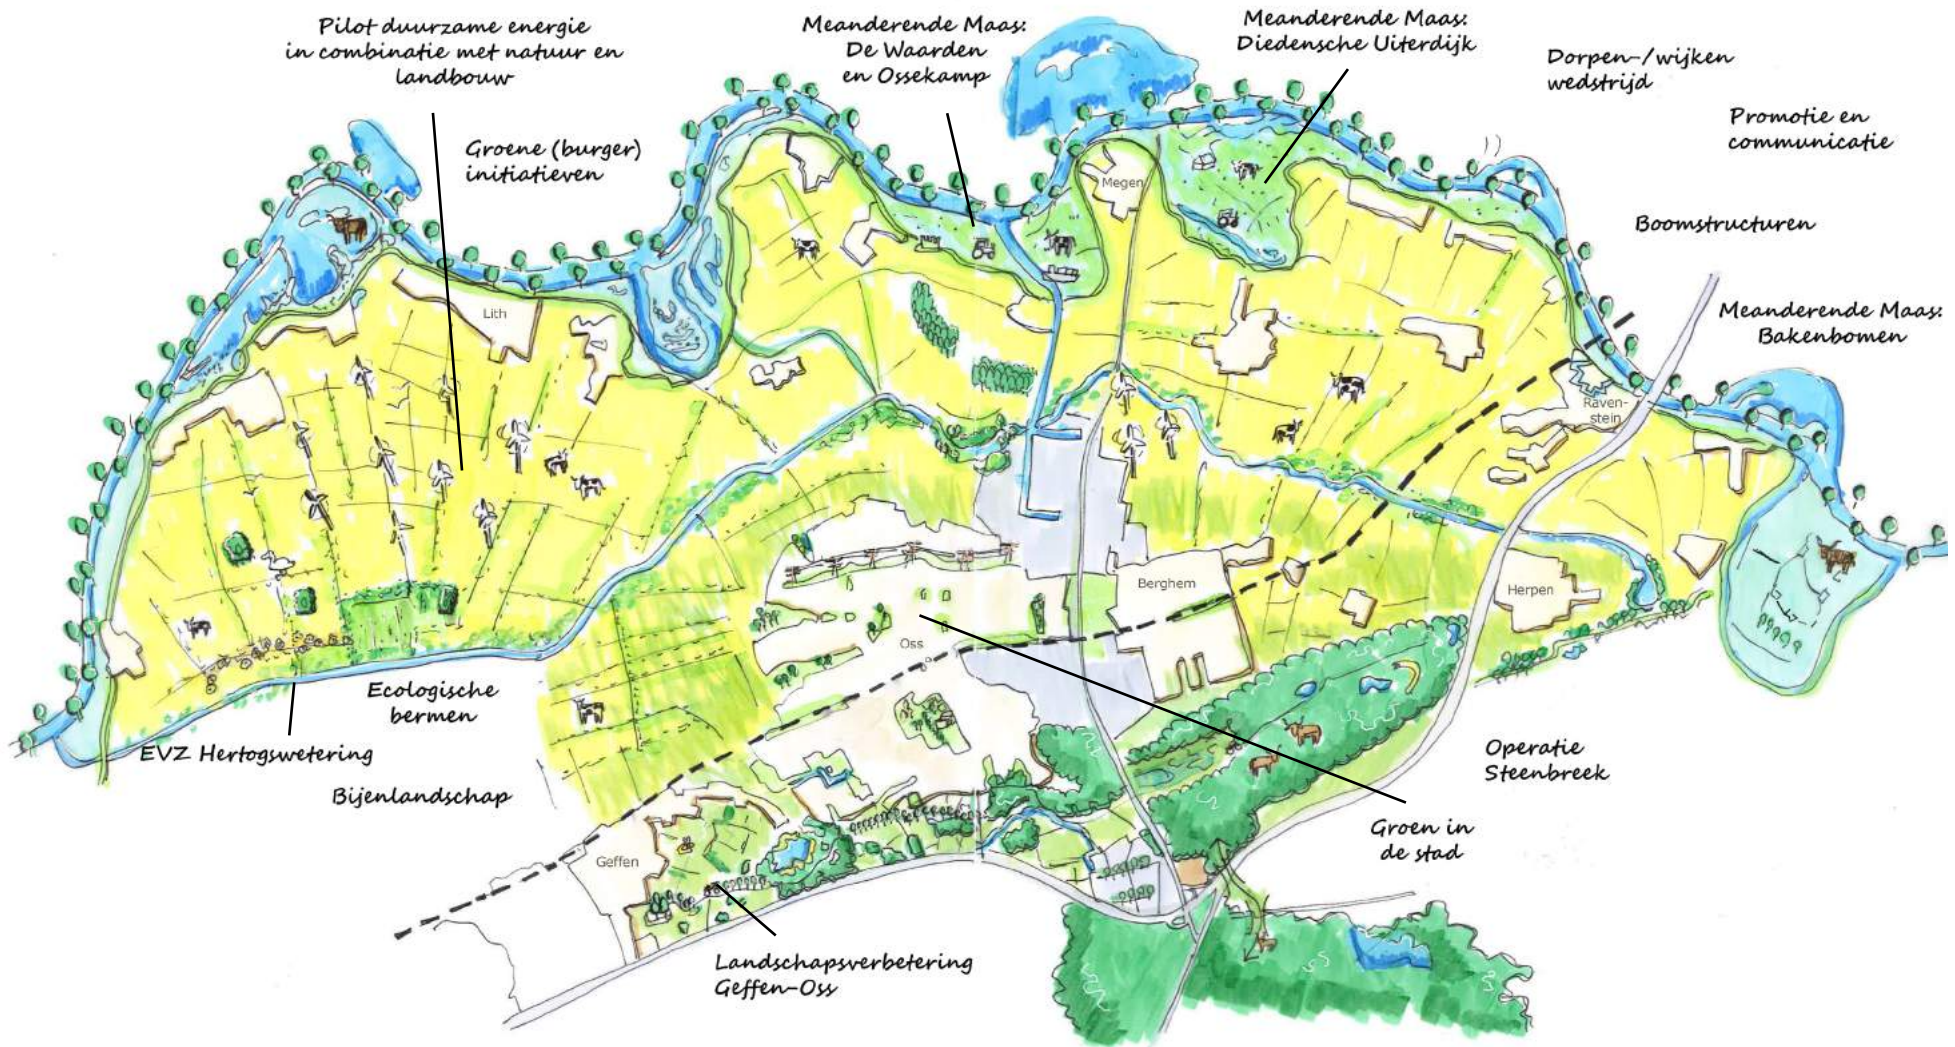 Pilot duurzame energie
in combinatie met natuur en
landbouw
Meanderende Maas:
De Waarden
en Ossekamp
Meanderende Maas:
Diedensche Uiterdijk
Dorpen-/wijken
wedstrijd
Promotie en
communicatie
Groene (burger)
initiatieven
Megen
Boomstructuren
Lith
Meanderende Maas:
Bakenbomen
Raven-
stein
Berghem
Herpen
Oss
Ecologische
bermen
EVZ Hertogswetering
Bijenlandschap
Operatie
Steenbreek
Groen in
de stad
Geffen
Landschapsverbetering
Geffen-Oss